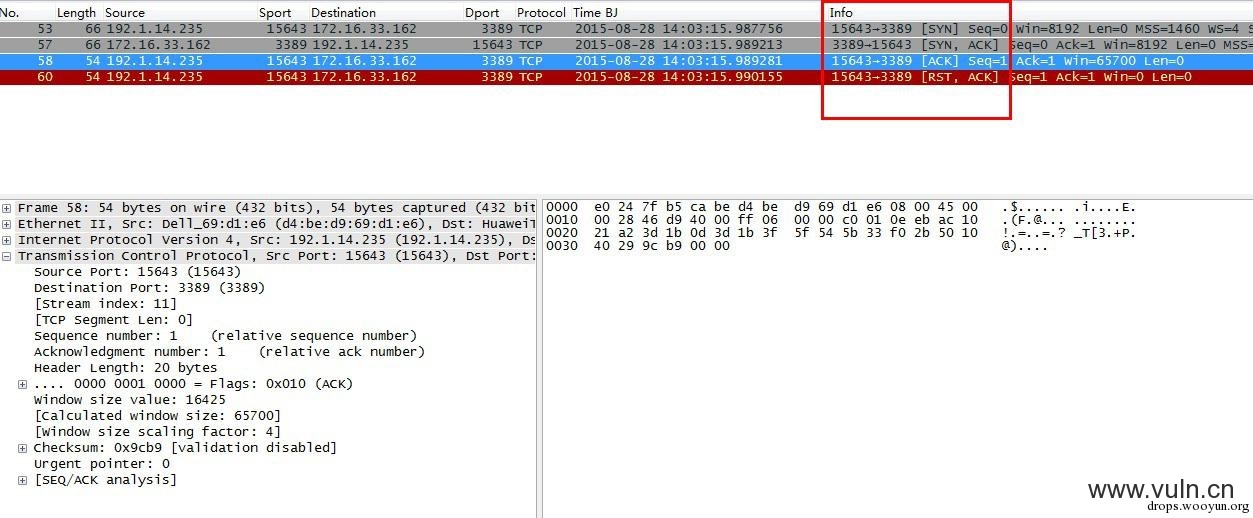 No. Length Source Sport Destination Dport Protocol Time BJ Info
53 66 192.1.14.235 15643 172.16.33.162 3389 TCP 2015-08-28 14:03:15.987756 15643→3389 [SYN] Seq=0 Win=8192 Len=0 MSS=1460 WS=4 S
57 66 172.16.33.162 3389 192.1.14.235 15643 TCP 2015-08-28 14:03:15.989213 3389→15643 [SYN, ACK] Seq=0 Ack=1 Win=8192 Len=0 MS
58 54 192.1.14.235 15643 172.16.33.162 3389 TCP 2015-08-28 14:03:15.989281 15643→3389 [ACK] Seq=1 Ack=1 Win=65700 Len=0
60 54 192.1.14.235 15643 172.16.33.162 3389 TCP 2015-08-28 14:03:15.990155 15643→3389 [RST, ACK] Seq=1 Ack=1 Win=0 Len=0
Frame 58: 54 bytes on wire (432 bits), 54 bytes captured (432 bit
Ethernet II, Src: Dell_69:d1:e6 (d4:be:d9:69:d1:e6), Dst: HuaweiT
Internet Protocol Version 4, Src: 192.1.14.235 (192.1.14.235), Ds
Transmission Control Protocol, Src Port: 15643 (15643), Dst Port:
Source Port: 15643 (15643)
Destination Port: 3389 (3389)
[Stream index: 11]
[TCP Segment Len: 0]
Sequence number: 1 (relative sequence number)
Acknowledgment number: 1 (relative ack number)
Header Length: 20 bytes
.... 0000 0001 0000 = Flags: 0x010 (ACK)
Window size value: 16425
[Calculated window size: 65700]
[Window size scaling factor: 4]
Checksum: 0x9cb9 [validation disabled]
Urgent pointer: 0
[SEQ/ACK analysis]
0000 e0 24 7f b5 ca be d4 be d9 69 d1 e6 08 00 45 00 .$...... .i....E.
0010 00 28 46 d9 40 00 ff 06 00 00 c0 01 0e eb ac 10 .(F.@... ........
0020 21 a2 3d 1b 0d 3d 1b 3f 5f 54 5b 33 f0 2b 50 10 !.=..=.? _T[3.+P.
0030 40 29 9c b9 00 00 @)....
www.vuln.cn
drops.wooyun.org